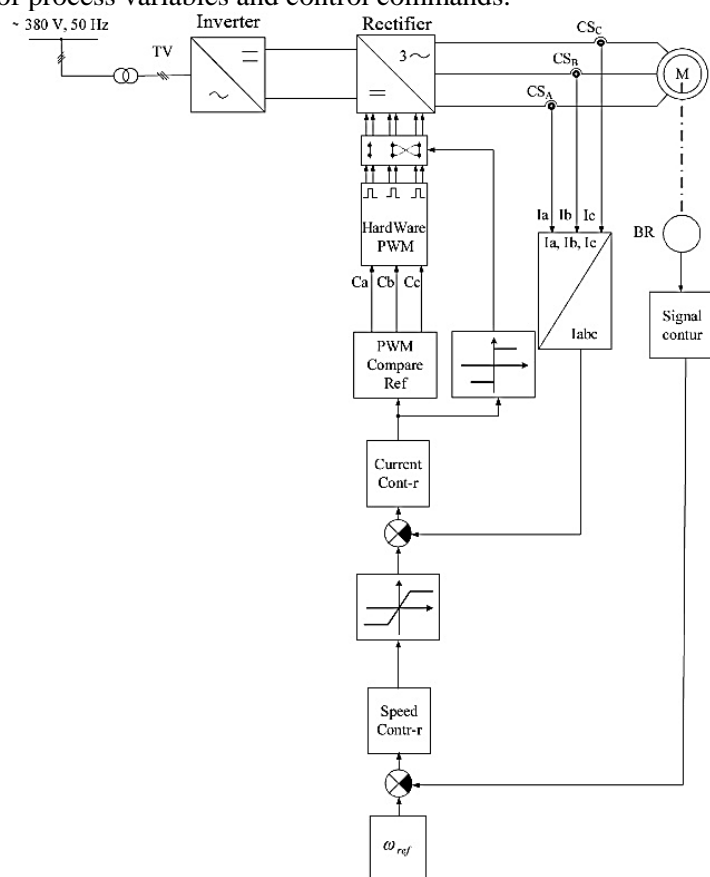 of process variables and control commands.
~ 380 V, 50 Hz
TV
Inverter
Rectifier
3~
CSC
CSB
CSA
M
Ia Ib Ic
Ia, Ib, Ic
Iabc
BR
Signal
contur
HardWare
PWM
Ca Cb Cc
PWM
Compare
Ref
Current
Cont-r
Speed
Contr-r
ω ref